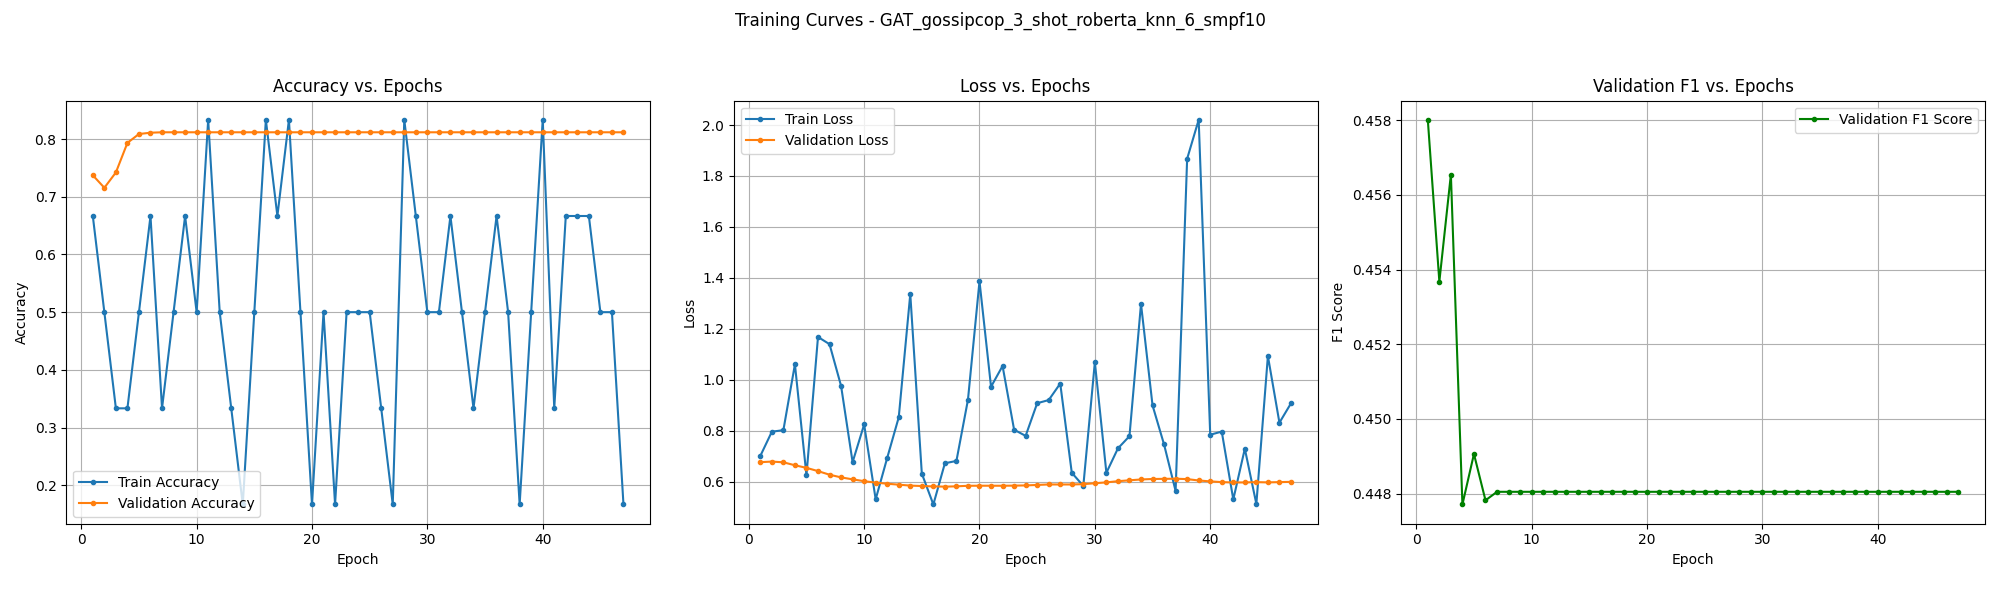 Training Curves - GAT_gossipcop_3_shot_roberta_knn_6_smpf10
Accuracy vs. Epochs
Accuracy
0.8
0.7
0.6
0.5
0.4
0.3
0.2
Train Accuracy
Validation Accuracy
0 10 20 30 40
Epoch
Loss vs. Epochs
Loss
2.0
1.8
1.6
1.4
1.2
1.0
0.8
0.6
Train Loss
Validation Loss
0 10 20 30 40
Epoch
Validation F1 vs. Epochs
F1 Score
0.458
0.456
0.454
0.452
0.450
0.448
Validation F1 Score
0 10 20 30 40
Epoch